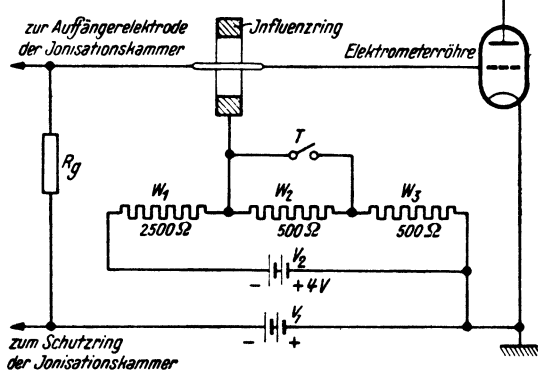 zur Auffängerelektrode
der Jonisationskammer
Jnfluenzring
Elektrometerröhre
T
Rg
W1
W2
W3
2500Ω
500Ω
500Ω
V2
- +4V
V1
- +
zum Schutzring
der Jonisationskammer